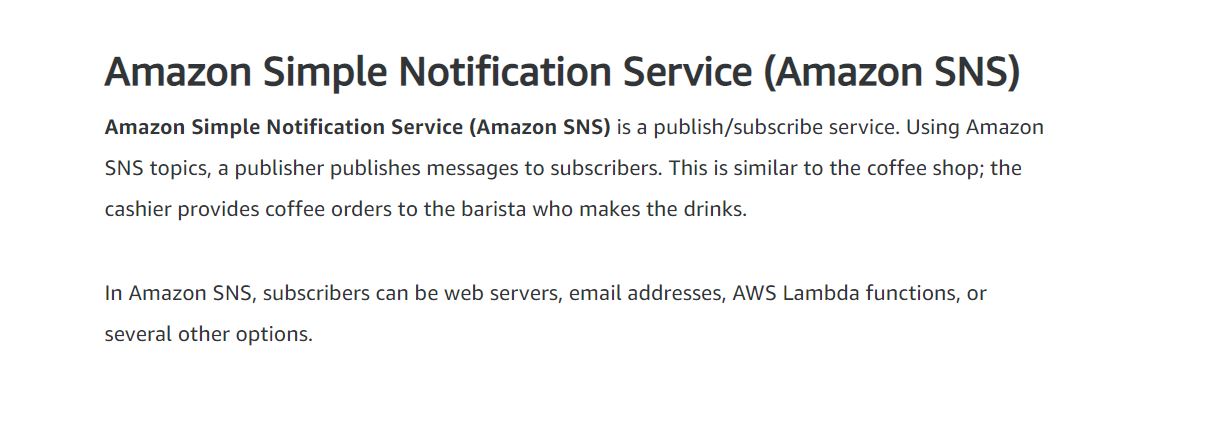 Amazon Simple Notification Service (Amazon SNS)
Amazon Simple Notification Service (Amazon SNS) is a publish/subscribe service. Using Amazon
SNS topics, a publisher publishes messages to subscribers. This is similar to the coffee shop; the
cashier provides coffee orders to the barista who makes the drinks.
In Amazon SNS, subscribers can be web servers, email addresses, AWS Lambda functions, or
several other options.